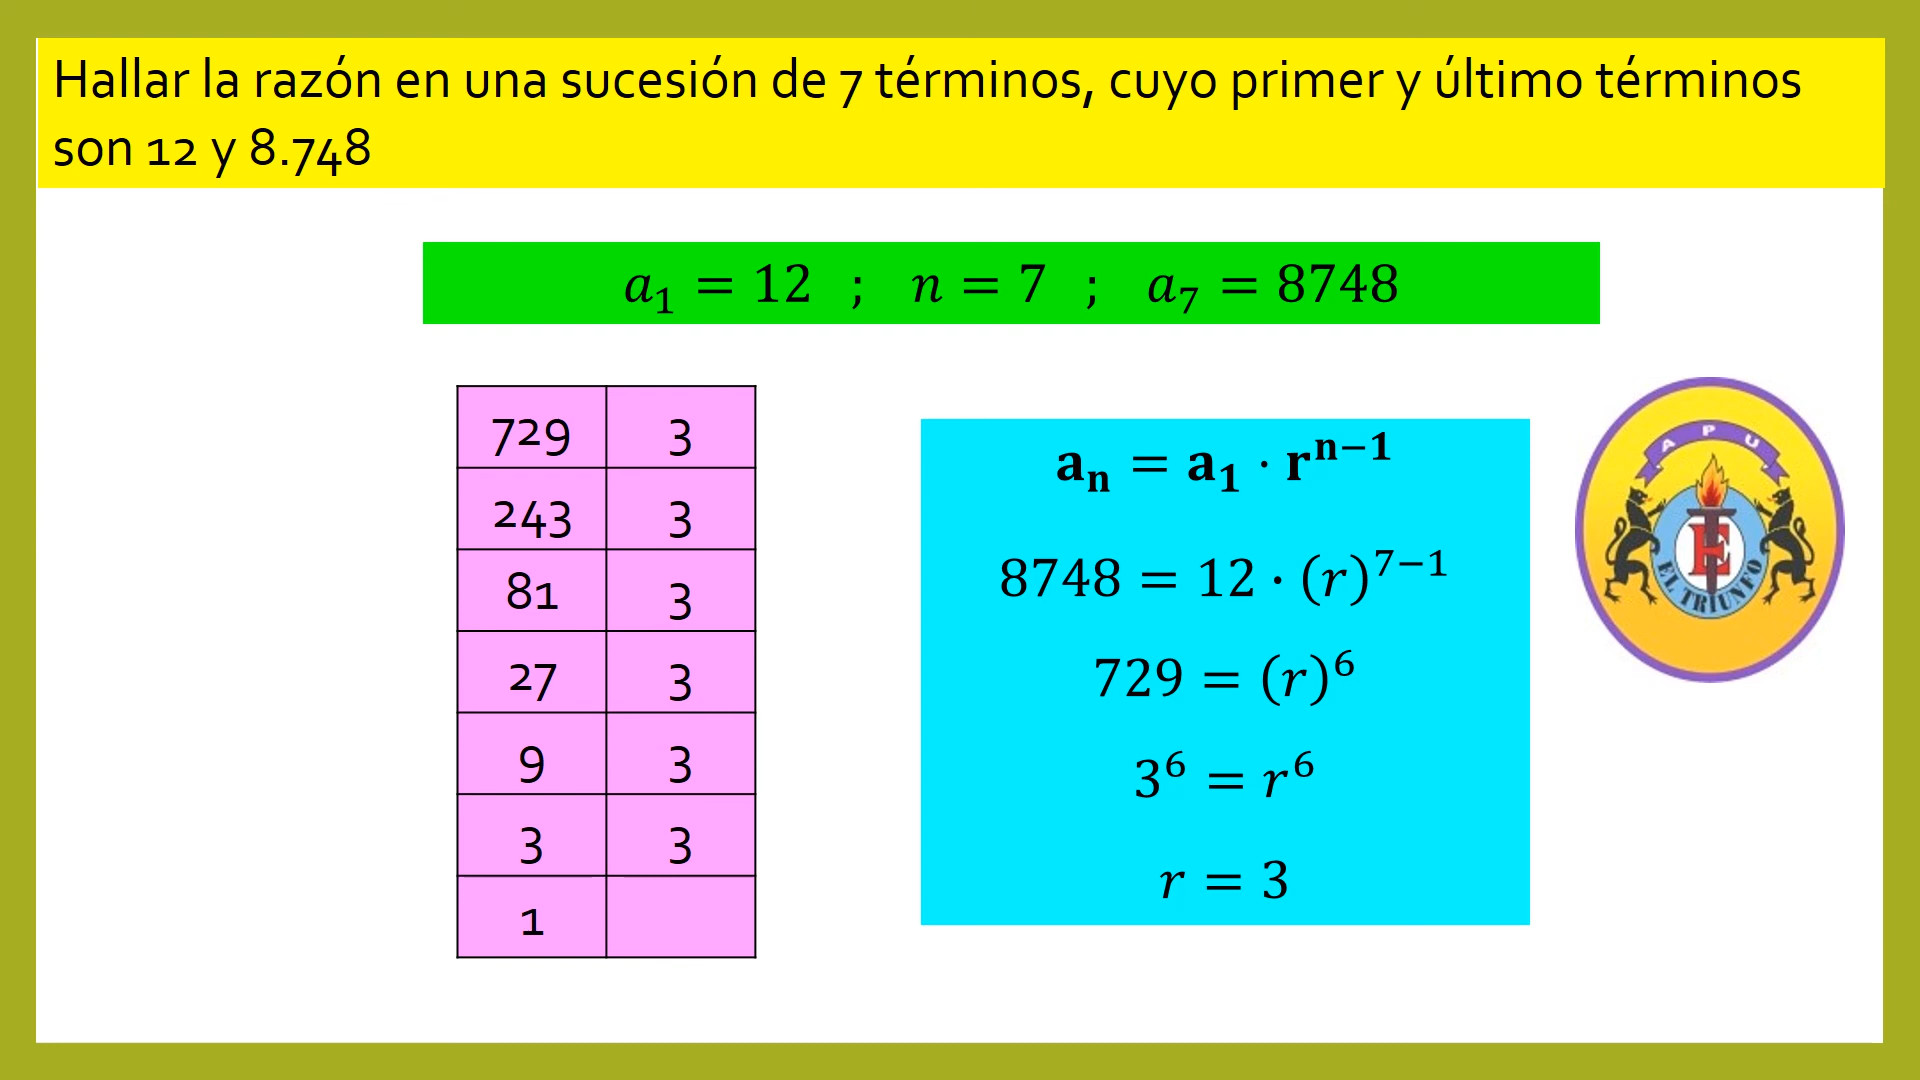 Hallar la razón en una sucesión de 7 términos, cuyo primer y último términos
son 12 y 8.748
a₁ = 12 ; n = 7 ; a₇ = 8748
729 3
243 3
81 3
27 3
9 3
3 3
1
aₙ = a₁ · rⁿ⁻¹
8748 = 12 · (r)⁷⁻¹
729 = (r)⁶
3⁶ = r⁶
r = 3
A P U
E T
EL TRIUNFO